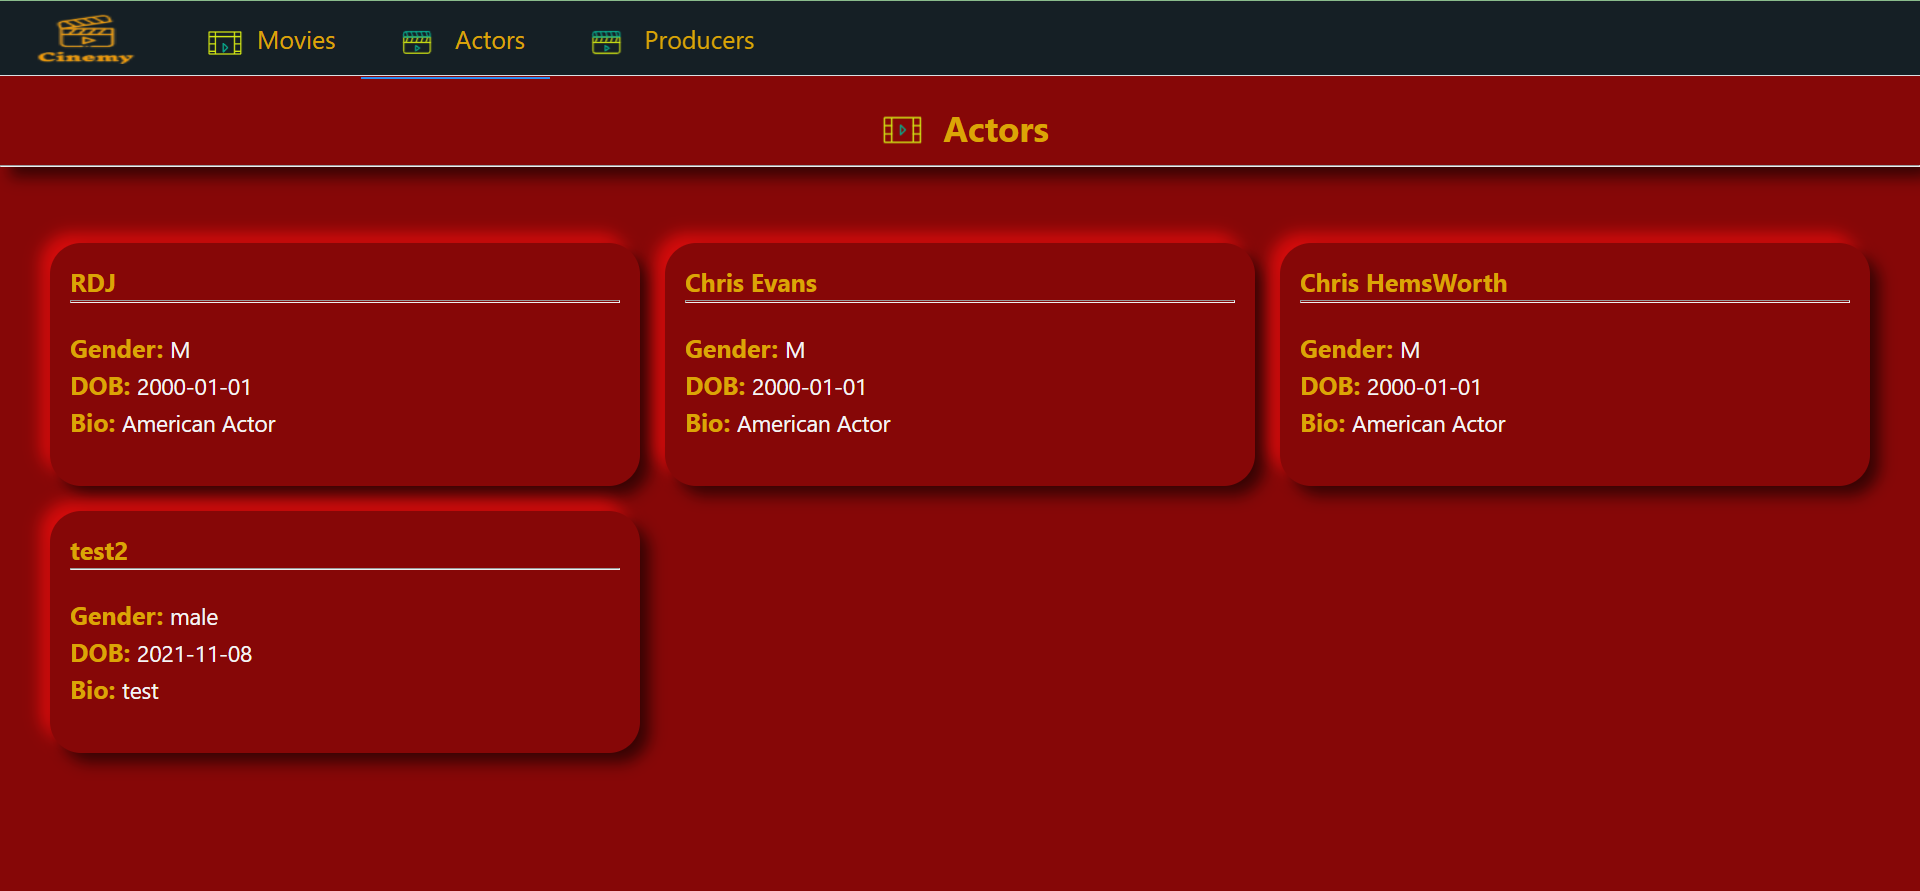 Cinemy
Movies
Actors
Producers
Actors
RDJ
Gender: M
DOB: 2000-01-01
Bio: American Actor
Chris Evans
Gender: M
DOB: 2000-01-01
Bio: American Actor
Chris HemsWorth
Gender: M
DOB: 2000-01-01
Bio: American Actor
test2
Gender: male
DOB: 2021-11-08
Bio: test